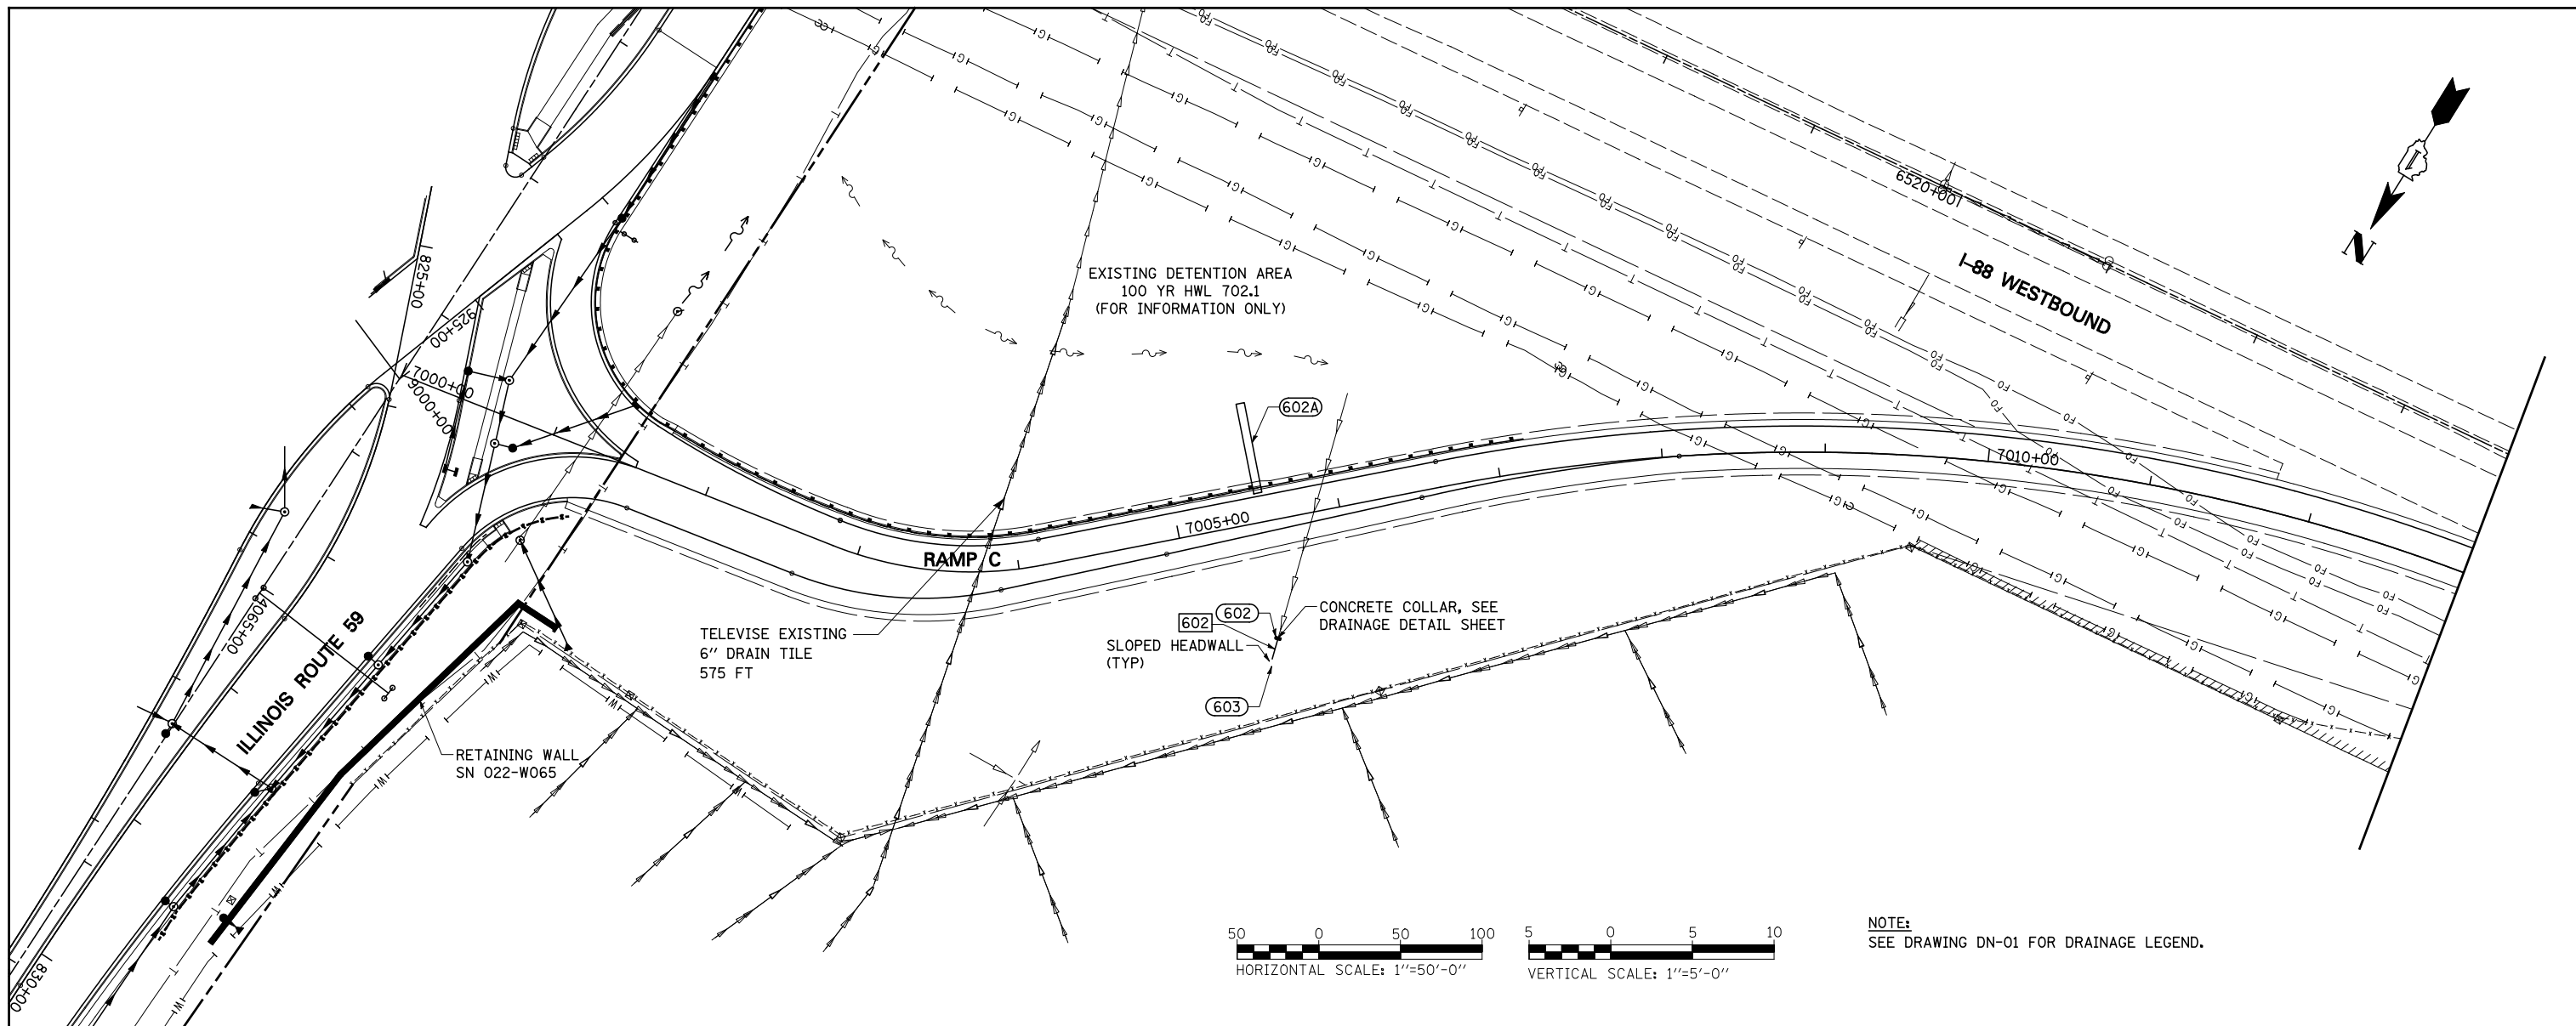 6520+00
I-88 WESTBOUND
N
825+00
925+00
7000+00
9000+00
EXISTING DETENTION AREA
100 YR HWL 702.1
(FOR INFORMATION ONLY)
602A
7010+00
7005+00
RAMP C
4065+00
ILLINOIS ROUTE 59
TELEVISE EXISTING
6" DRAIN TILE
575 FT
602
602
CONCRETE COLLAR, SEE
DRAINAGE DETAIL SHEET
SLOPED HEADWALL
(TYP)
603
RETAINING WALL
SN 022-W065
830+00
50 0 50 100
HORIZONTAL SCALE: 1"=50'-0"
5 0 5 10
VERTICAL SCALE: 1"=5'-0"
NOTE:
SEE DRAWING DN-01 FOR DRAINAGE LEGEND.